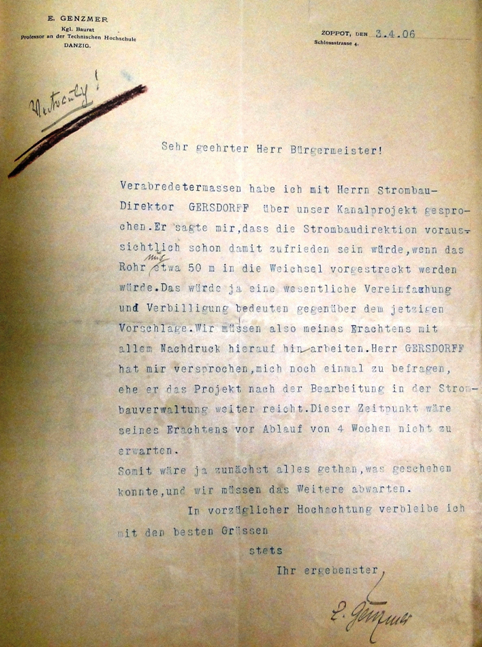 E. GENZMER
Kgl. Baurat
Professor an der Technischen Hochschule
DANZIG.
ZOPPOT, DEN 3.4.06
Schlossstrasse 4.
Vertraulich!
Sehr geehrter Herr Bürgermeister!
Verabredetermassen habe ich mit Herrn Strombau-
Direktor GERSDORFF über unser Kanalprojekt gespro-
chen.Er sagte mir,dass die Strombaudirektion voraus-
sichtlich schon damit zufrieden sein würde,wenn das
nur
Rohr etwa 50 m in die Weichsel vorgestreckt werden
würde.Das würde ja eine wesentliche Vereinfachung
und Verbilligung bedeuten gegenüber dem jetzigen
Vorschlage.Wir müssen also meines Erachtens mit
allem Nachdruck hierauf hin arbeiten.Herr GERSDORFF
hat mir versprochen,mich noch einmal zu befragen,
ehe er das Projekt nach der Bearbeitung in der Strom-
bauverwaltung weiter reicht.Dieser Zeitpunkt wäre
seines Erachtens vor Ablauf von 4 Wochen nicht zu
erwarten.
Somit wäre ja zunächst alles gethan,was geschehen
konnte,und wir müssen das Weitere abwarten.
In vorzüglicher Hochachtung verbleibe ich
mit den besten Grüssen
stets
Ihr ergebenster
E. Genzmer